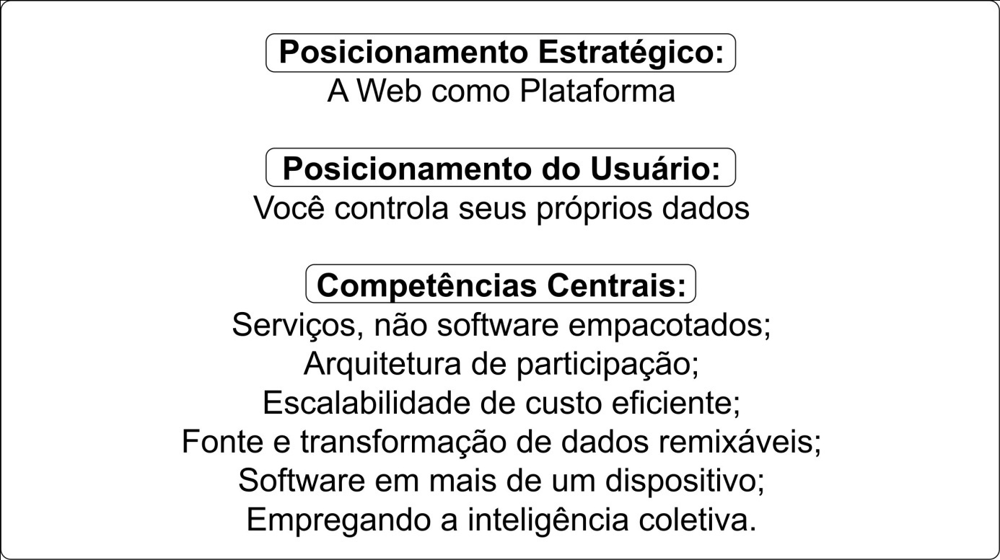 Posicionamento Estratégico:
A Web como Plataforma
Posicionamento do Usuário:
Você controla seus próprios dados
Competências Centrais:
Serviços, não software empacotados;
Arquitetura de participação;
Escalabilidade de custo eficiente;
Fonte e transformação de dados remixáveis;
Software em mais de um dispositivo;
Empregando a inteligência coletiva.